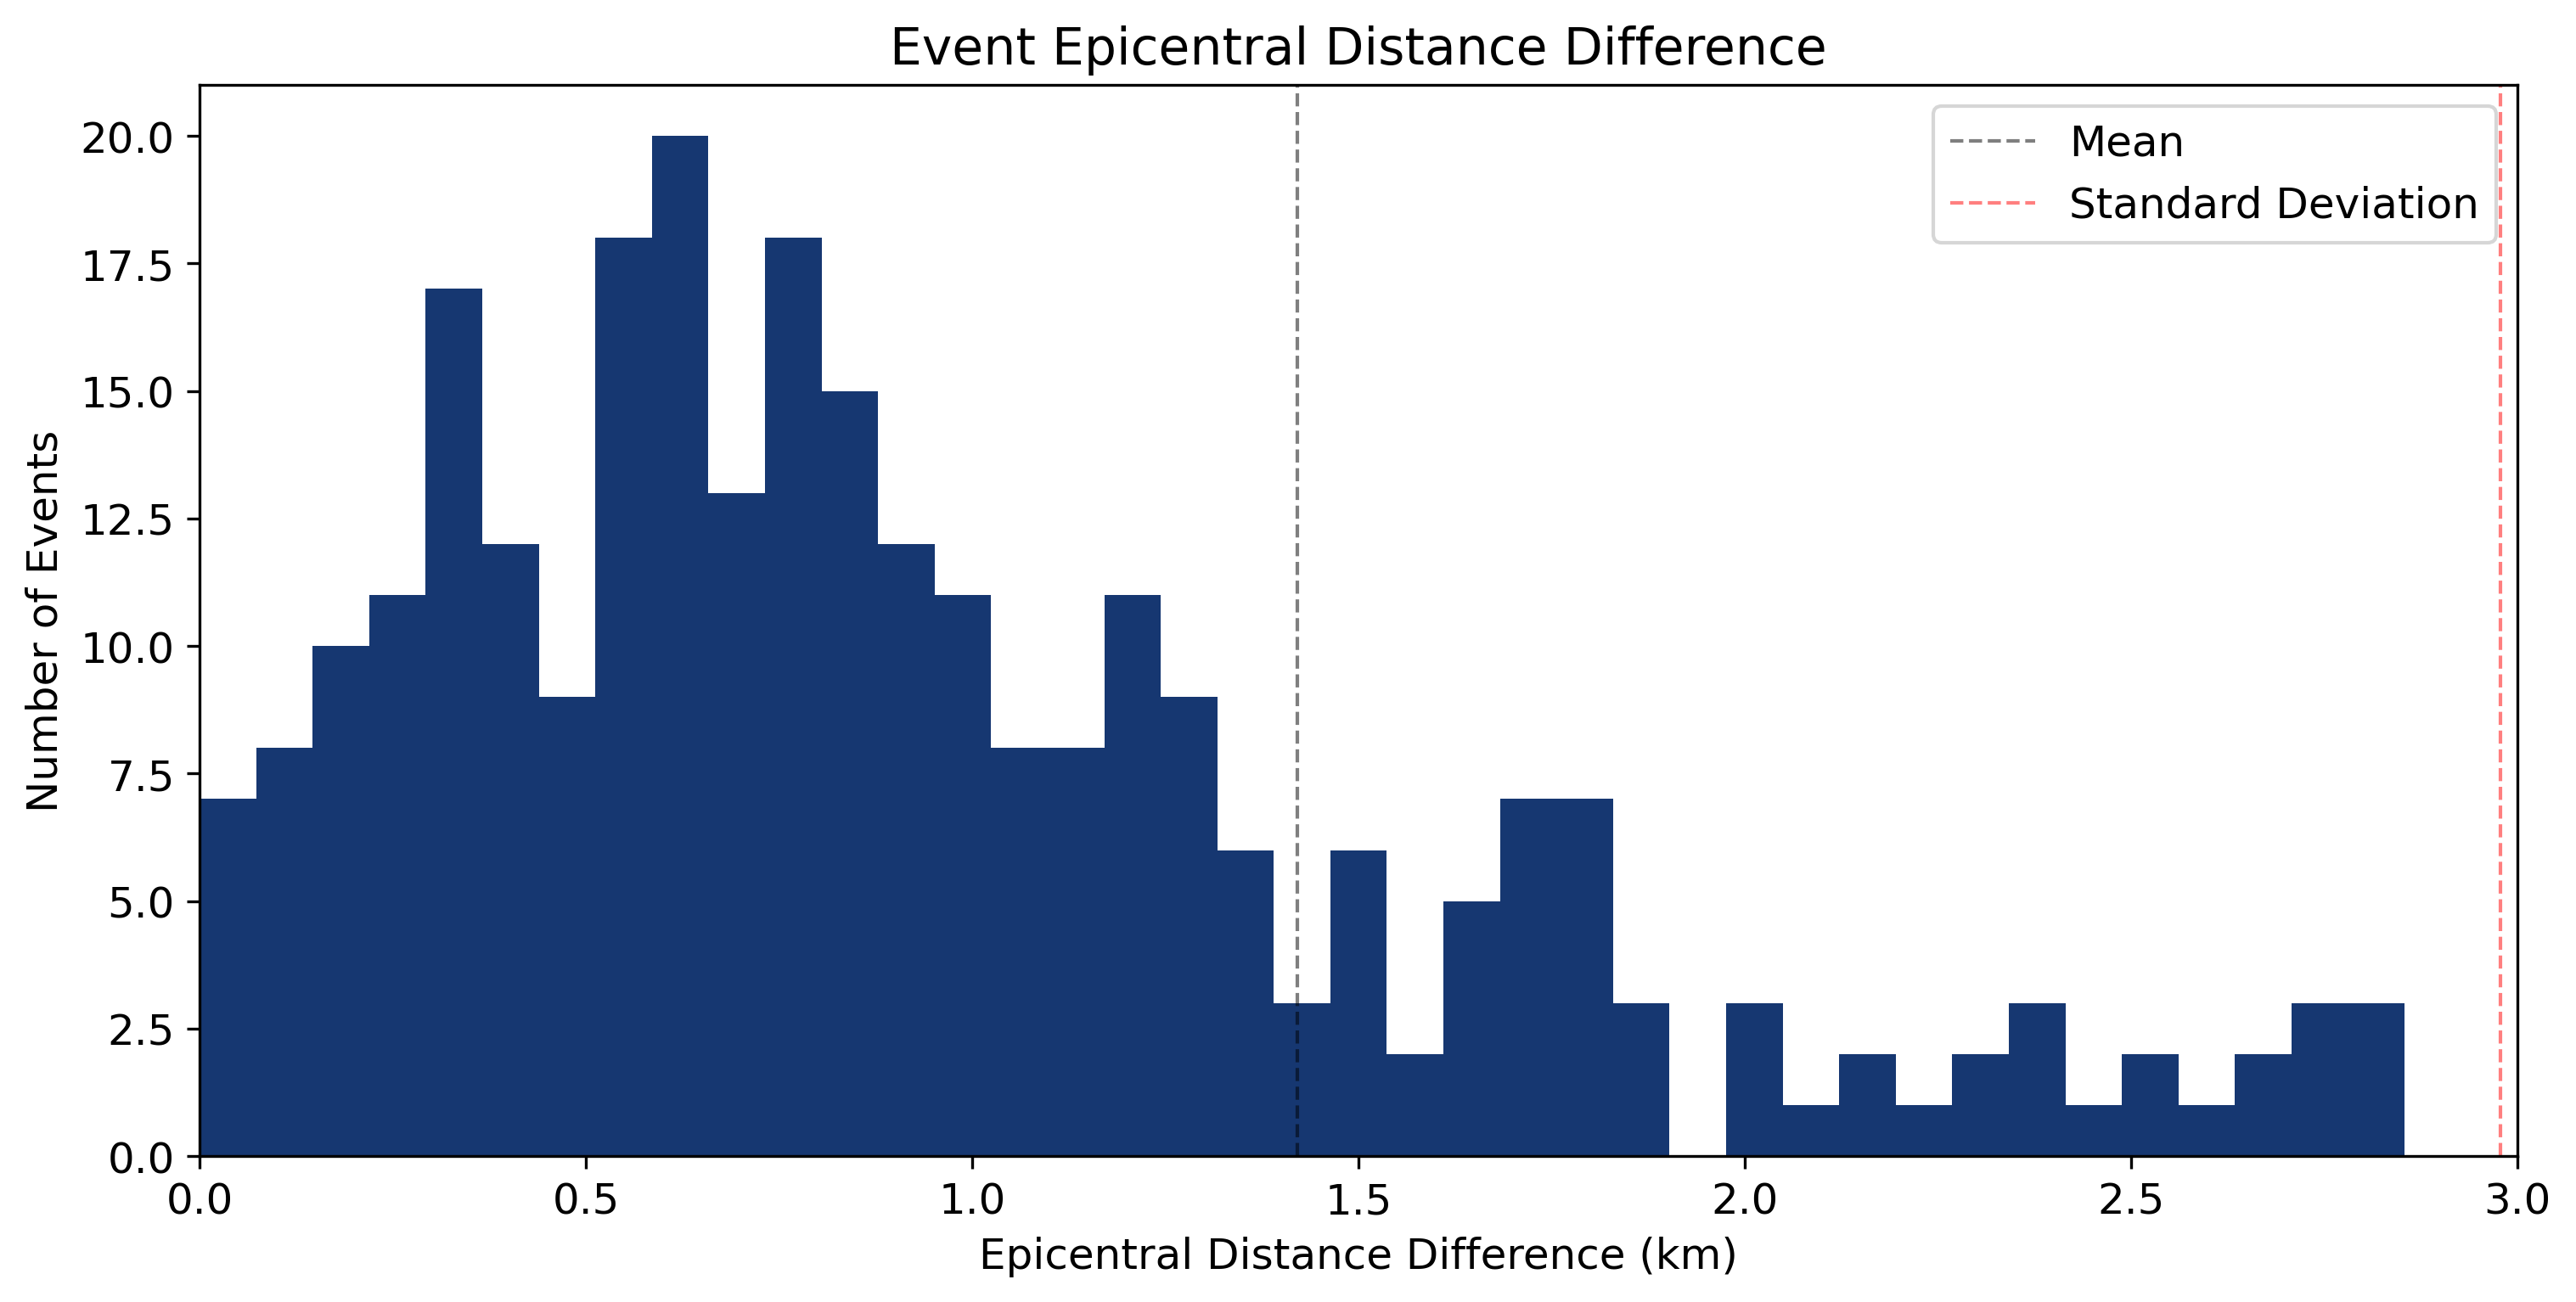 Event Epicentral Distance Difference
Mean
Standard Deviation
Number of Events
20.0
17.5
15.0
12.5
10.0
7.5
5.0
2.5
0.0
0.0 0.5 1.0 1.5 2.0 2.5 3.0
Epicentral Distance Difference (km)